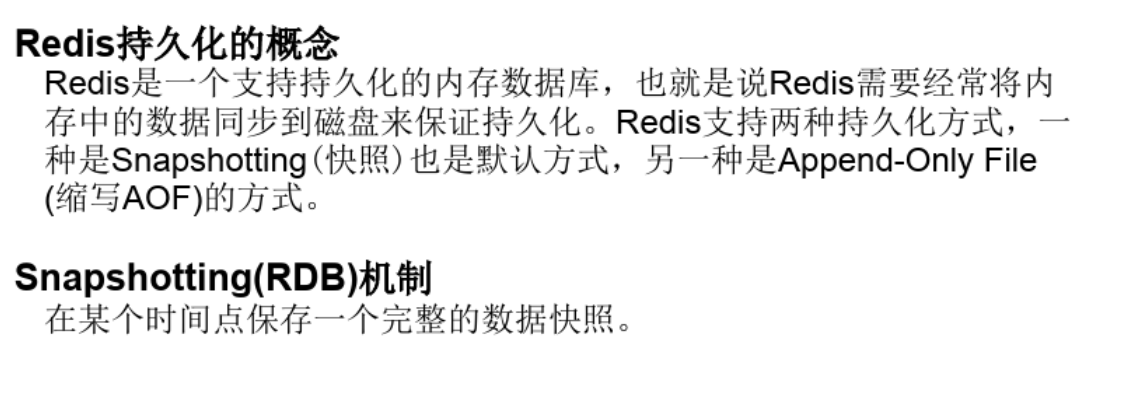 Redis持久化的概念
Redis是一个支持持久化的内存数据库，也就是说Redis需要经常将内
存中的数据同步到磁盘来保证持久化。Redis支持两种持久化方式，一
种是Snapshotting(快照)也是默认方式，另一种是Append-Only File
(缩写AOF)的方式。
Snapshotting(RDB)机制
在某个时间点保存一个完整的数据快照。